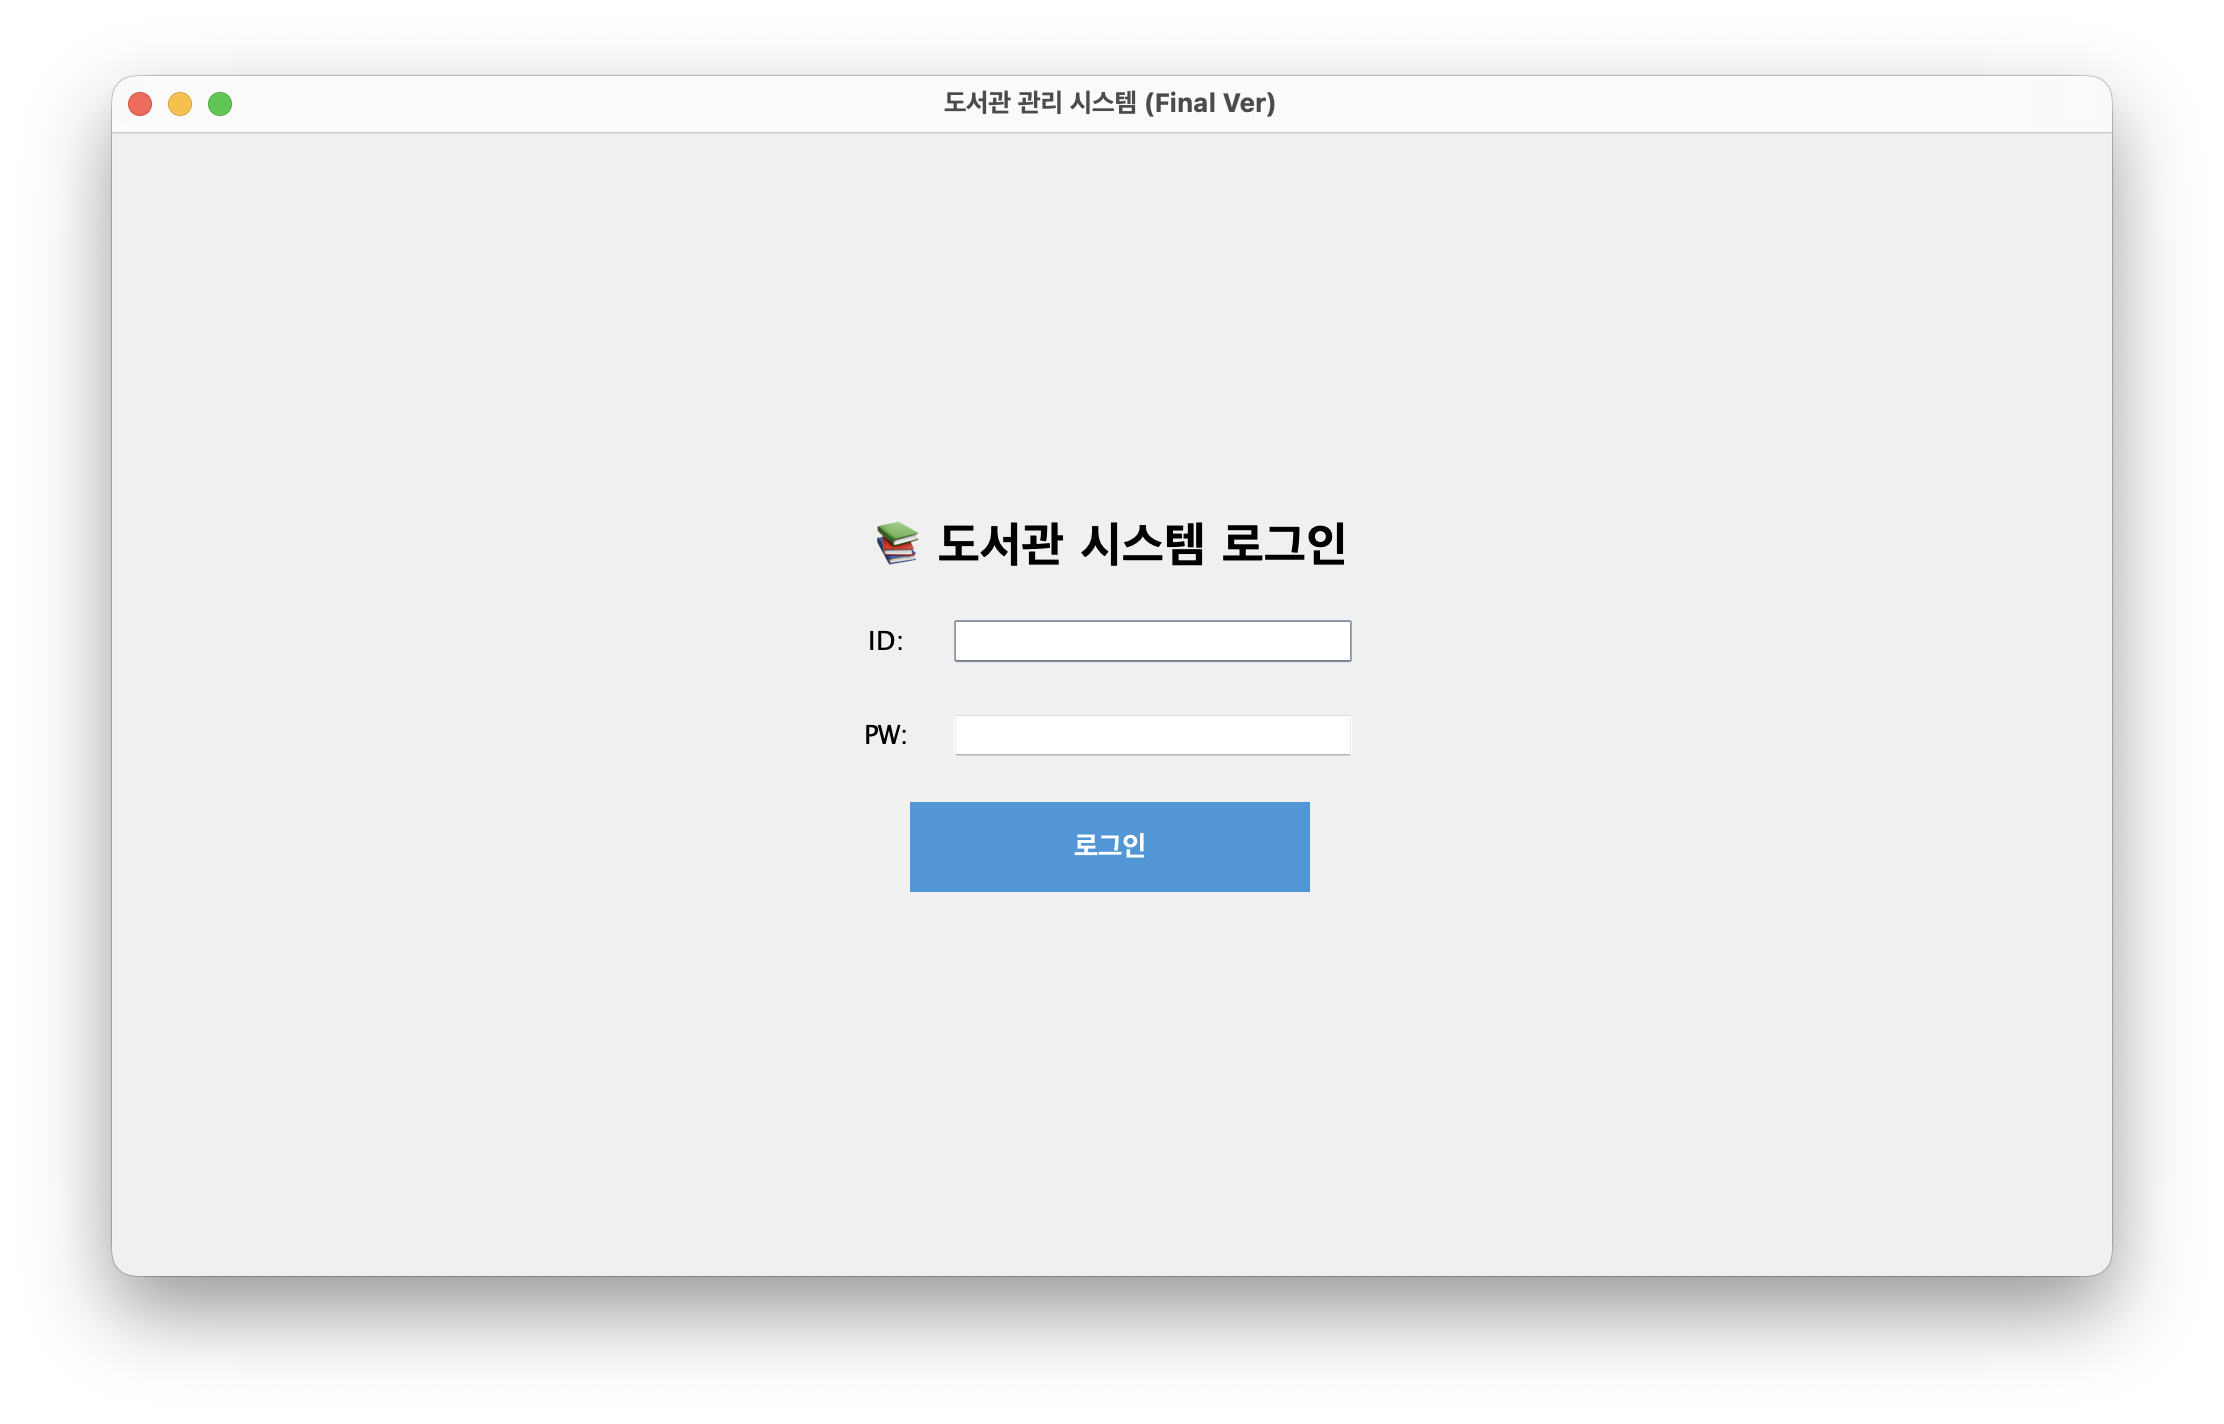 도서관 관리 시스템 (Final Ver)
📚 도서관 시스템 로그인
ID:
PW:
로그인